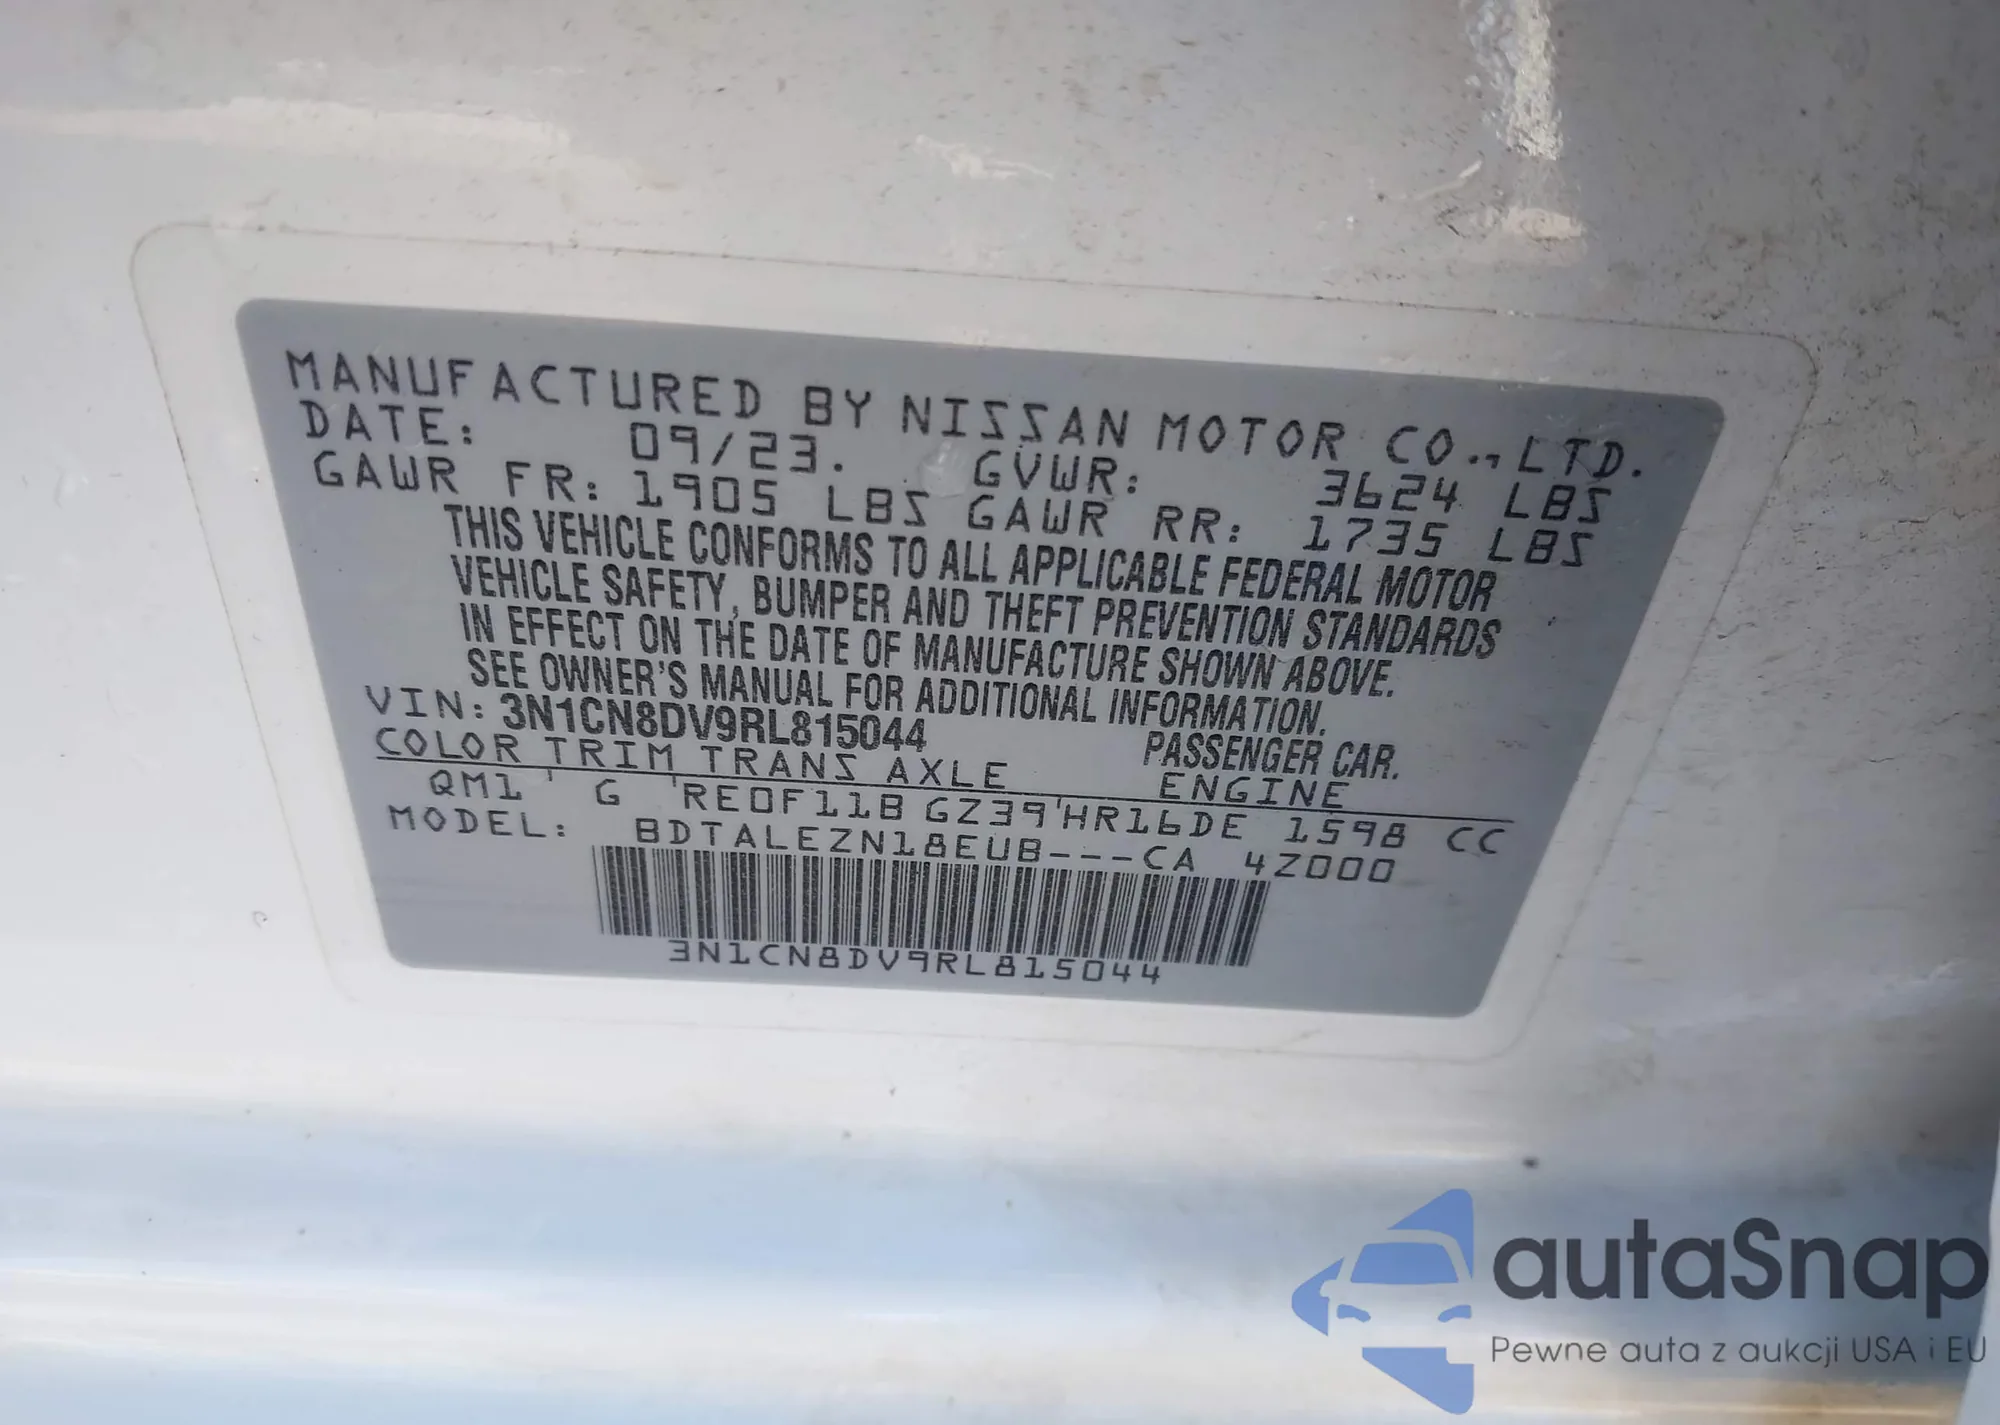 MANUFACTURED BY NISSAN MOTOR CO., LTD.
DATE: 09/23. GVWR: 3624 LBS
GAWR FR: 1905 LBS GAWR RR: 1735 LBS
THIS VEHICLE CONFORMS TO ALL APPLICABLE FEDERAL MOTOR
VEHICLE SAFETY, BUMPER AND THEFT PREVENTION STANDARDS
IN EFFECT ON THE DATE OF MANUFACTURE SHOWN ABOVE.
SEE OWNER'S MANUAL FOR ADDITIONAL INFORMATION.
VIN: 3N1CN8DV9RL815044 PASSENGER CAR.
COLOR TRIM TRANS AXLE ENGINE
QM1 ' G 'RE0F11B GZ39'HR16DE 1598 CC
MODEL: BDTALEZN18EUB---CA 4Z000
3N1CN8DV9RL815044
autaSnap
Pewne auta z aukcji USA i EU